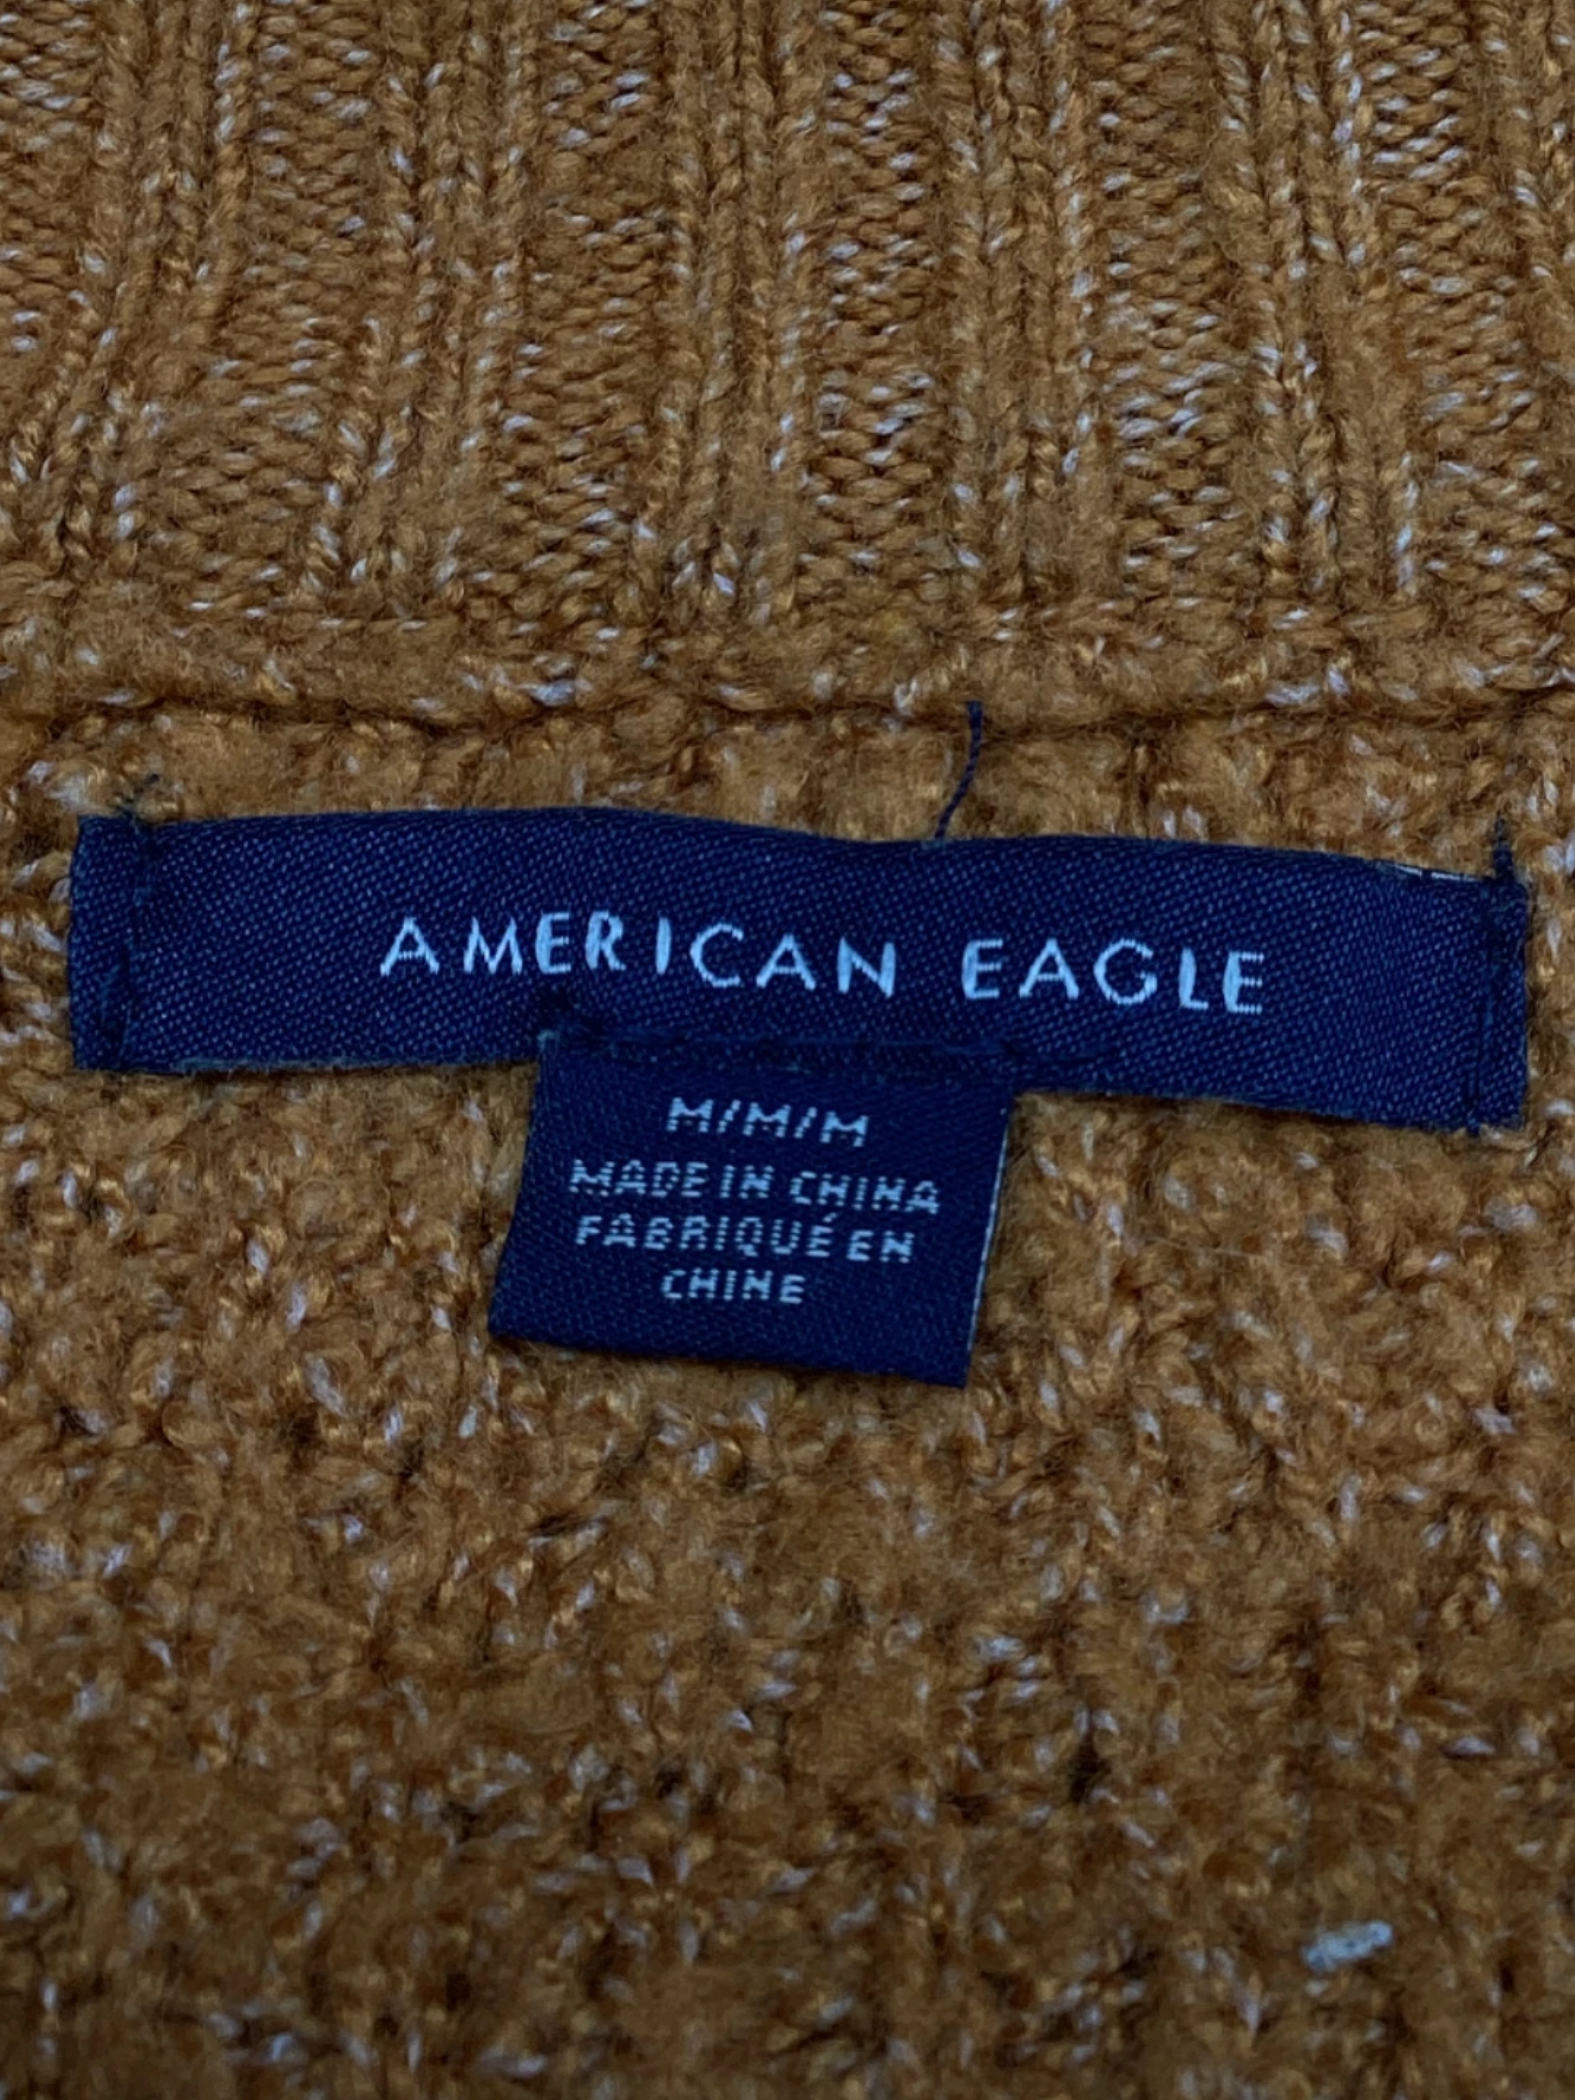 AMERICAN EAGLE
M/M/M
MADE IN CHINA
FABRIQUÉ EN
CHINE